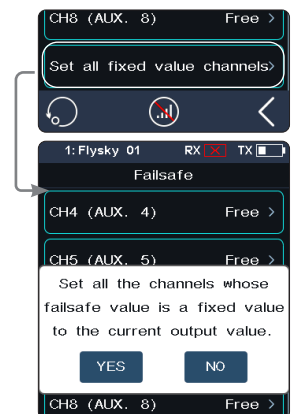 CH8 (AUX. 8) Free >
Set all fixed value channels>
1:Flysky 01 RX TX
Failsafe
CH4 (AUX. 4) Free >
CH5 (AUX. 5) Free >
Set all the channels whose
failsafe value is a fixed value
to the current output value.
YES NO
CH8 (AUX. 8) Free >